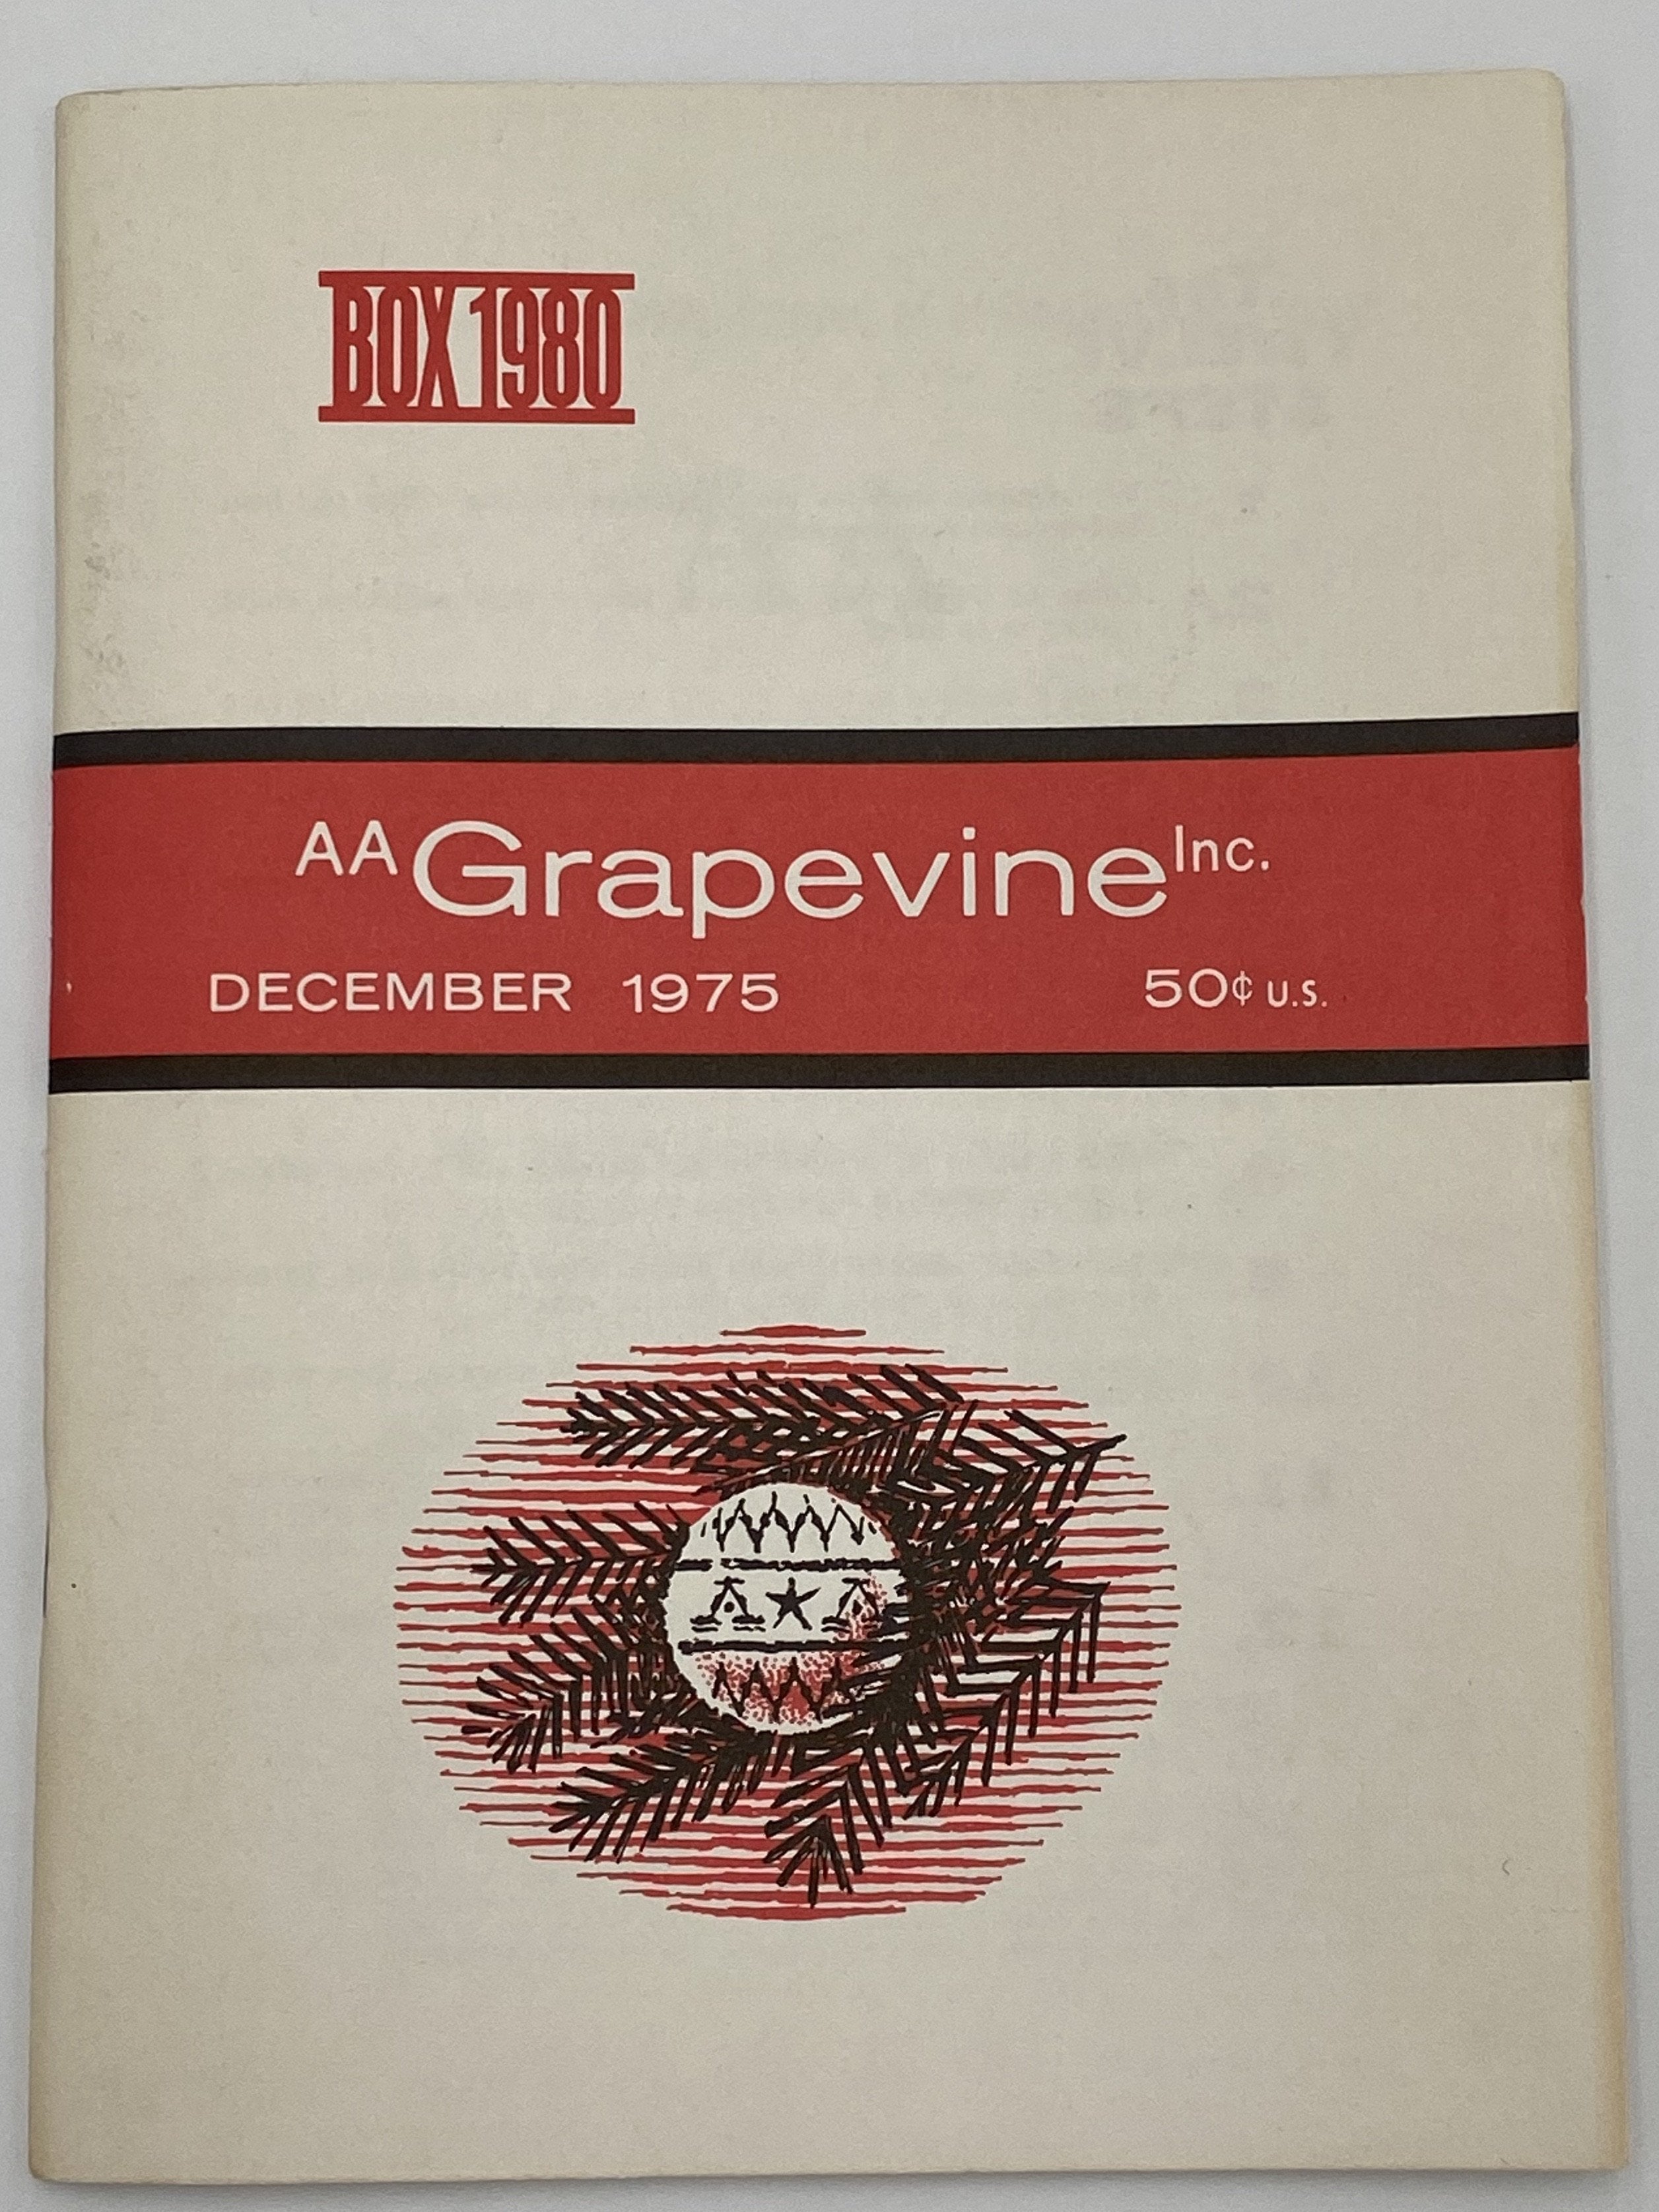 BOX 1980
AA Grapevine Inc.
DECEMBER 1975 50¢ U.S.
A ★ A